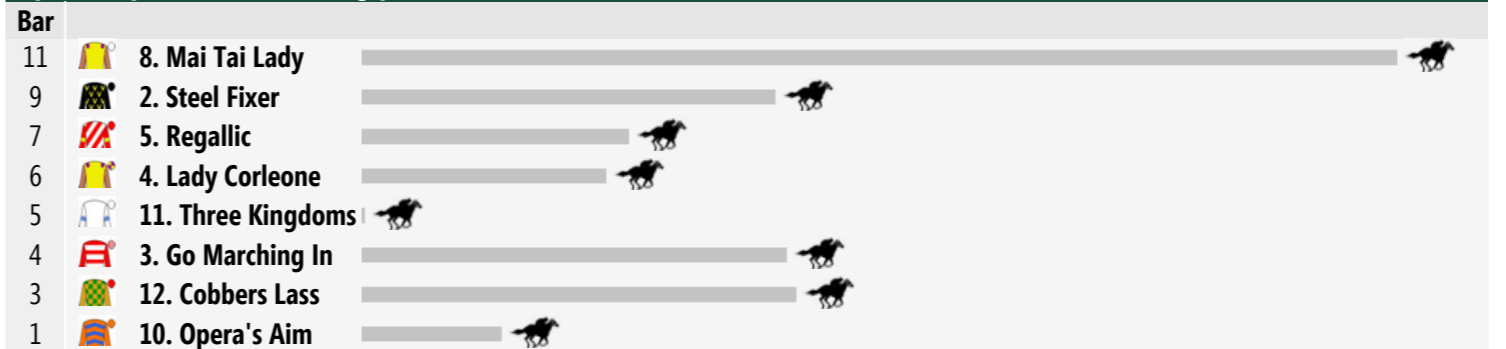 Bar
11 8. Mai Tai Lady
9 2. Steel Fixer
7 5. Regallic
6 4. Lady Corleone
5 11. Three Kingdoms
4 3. Go Marching In
3 12. Cobbers Lass
1 10. Opera's Aim